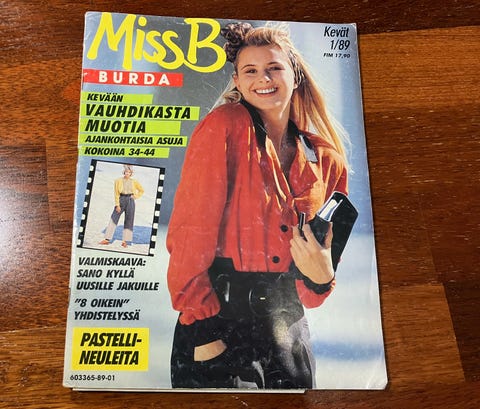 Miss B
BURDA
Kevät
1/89
FIM 17,90
KEVÄÄN
VAUHDIKASTA
MUOTIA
AJANKOHTAISIA ASUJA
KOKOINA 34-44
VALMISKAAVA:
SANO KYLLÄ
UUSILLE JAKUILLE
"8 OIKEIN"
YHDISTELYSSÄ
PASTELLI-
NEULEITA
603365-89-01